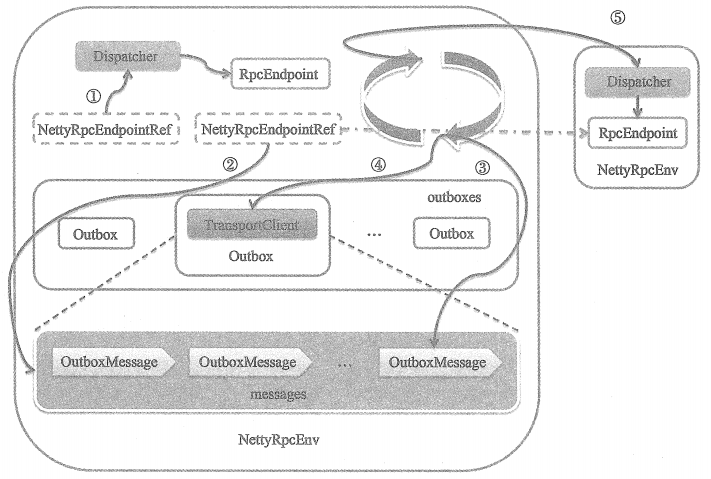 ⑤
Dispatcher
RpcEndpoint
①
NettyRpcEndpointRef
NettyRpcEndpointRef
Dispatcher
RpcEndpoint
NettyRpcEnv
②
④
③
outboxes
Outbox
TransportClient
Outbox
...
Outbox
OutboxMessage
OutboxMessage
...
OutboxMessage
messages
NettyRpcEnv